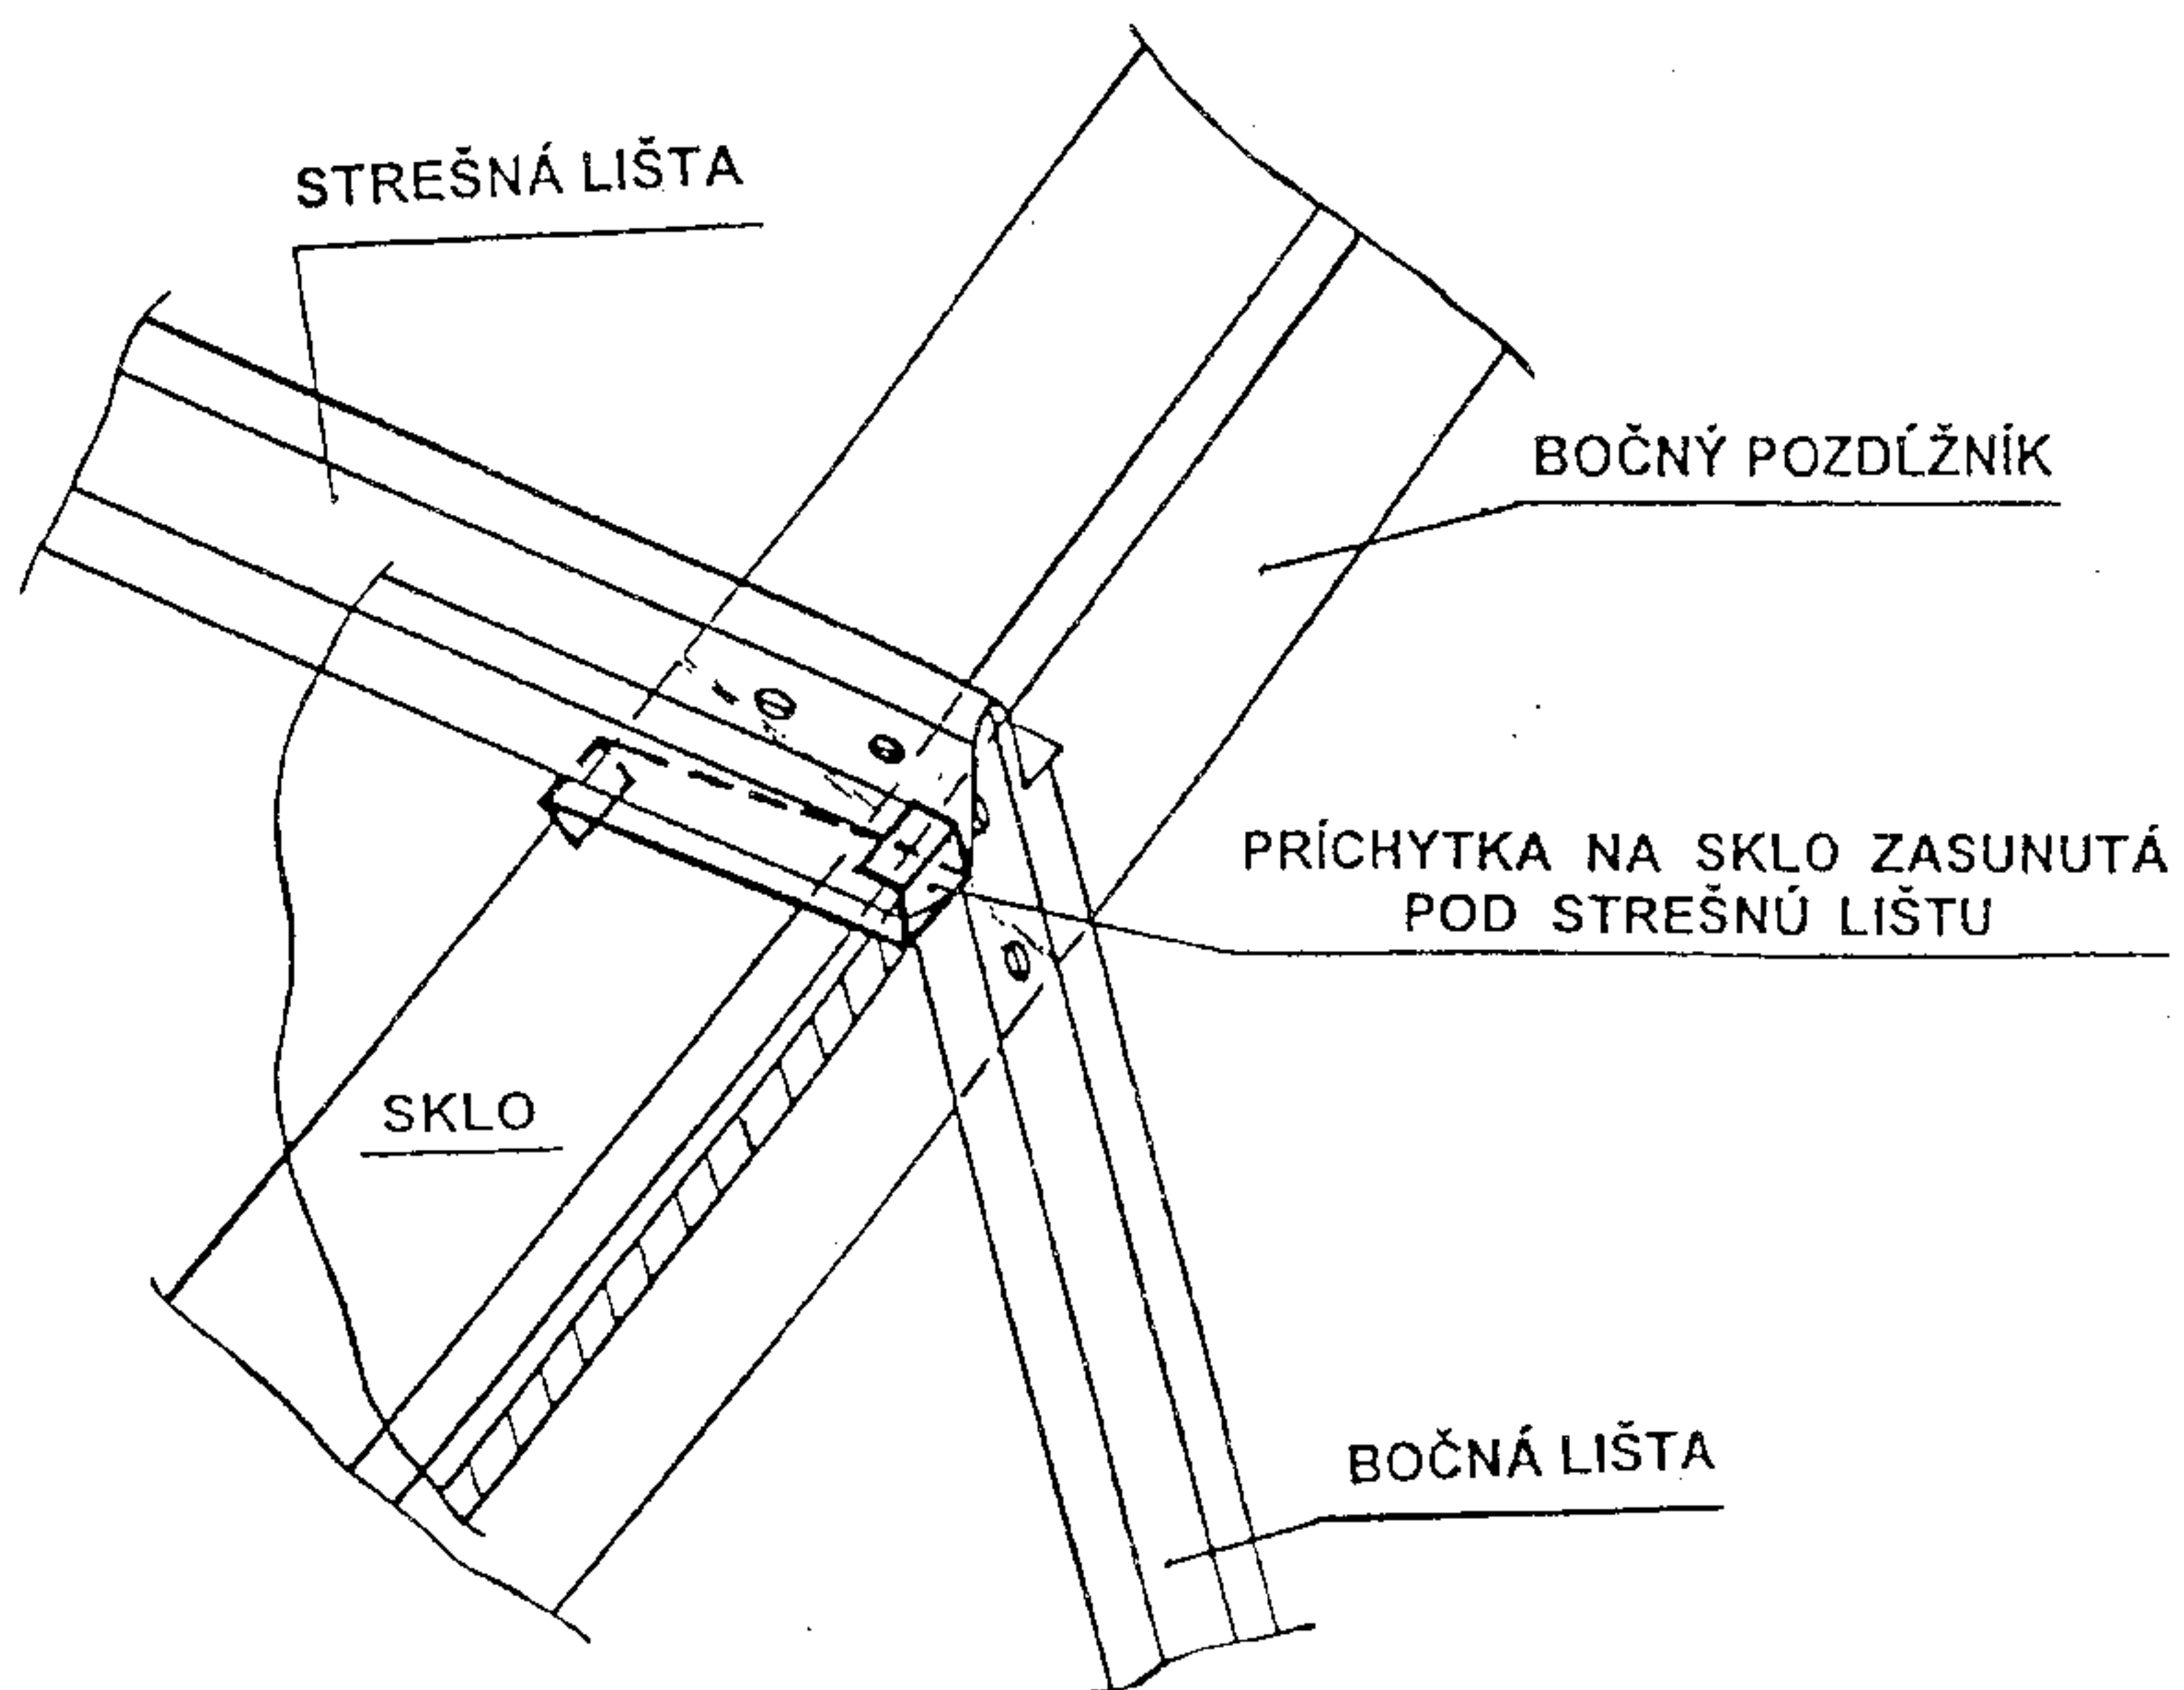 STREŠNÁ LIŠTA
BOČNÝ POZDĹŽNÍK
PRÍCHYTKA NA SKLO ZASUNUTÁ
POD STREŠNÚ LIŠTU
SKLO
BOČNÁ LIŠTA